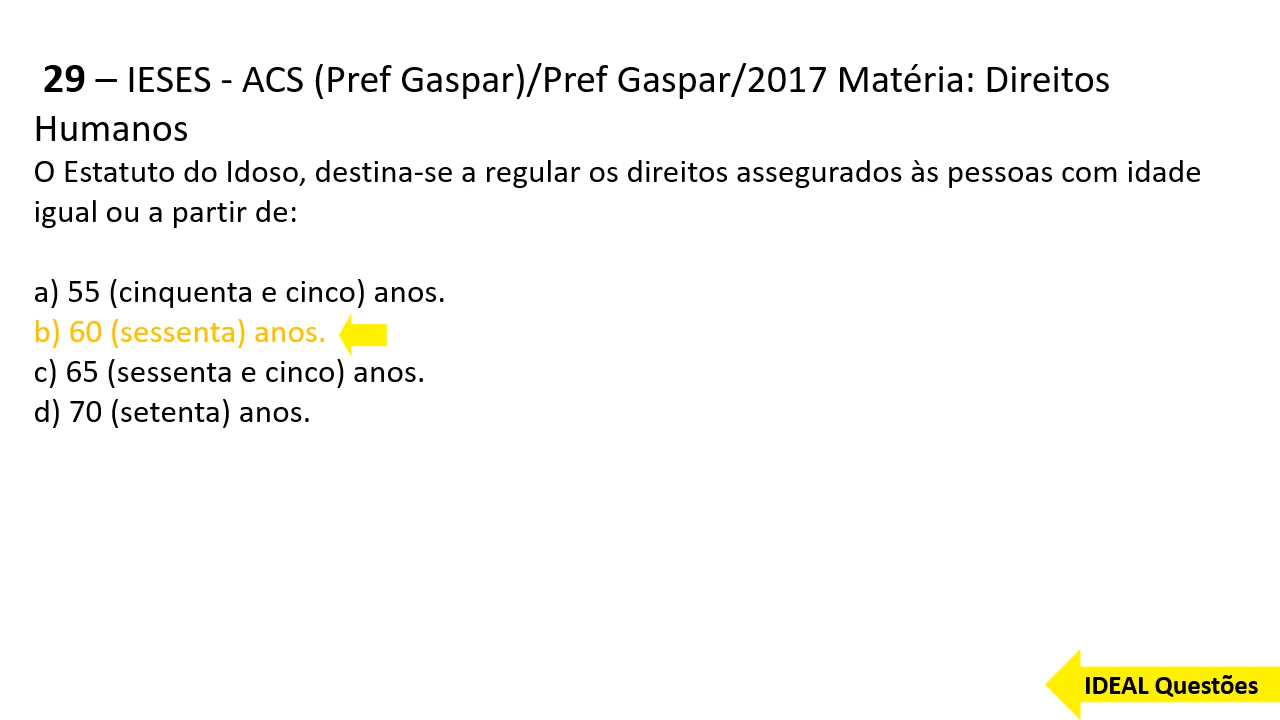 29 – IESES - ACS (Pref Gaspar)/Pref Gaspar/2017 Matéria: Direitos
Humanos
O Estatuto do Idoso, destina-se a regular os direitos assegurados às pessoas com idade
igual ou a partir de:
a) 55 (cinquenta e cinco) anos.
b) 60 (sessenta) anos.
c) 65 (sessenta e cinco) anos.
d) 70 (setenta) anos.
IDEAL Questões